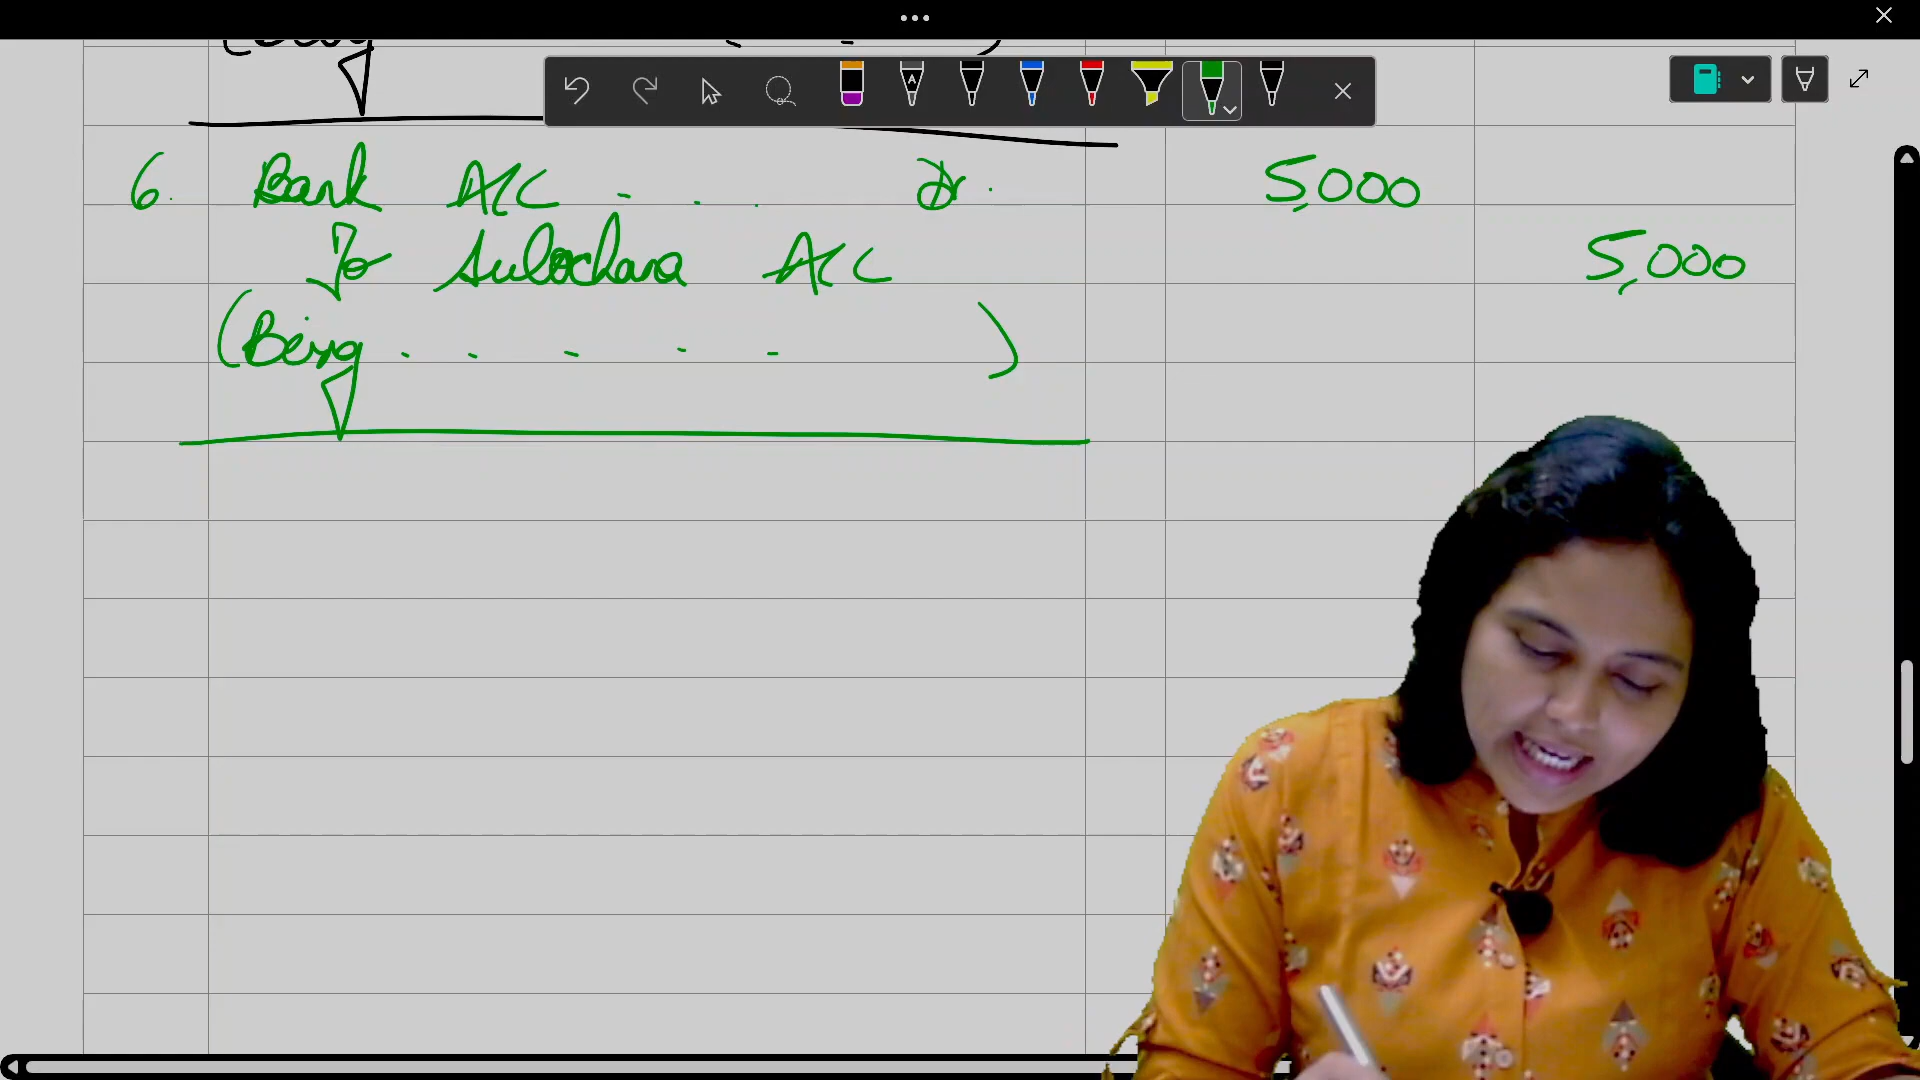 6. Bank A/C - . . Dr. 5,000
To Sulochana A/C 5,000
(Being . . - . - )